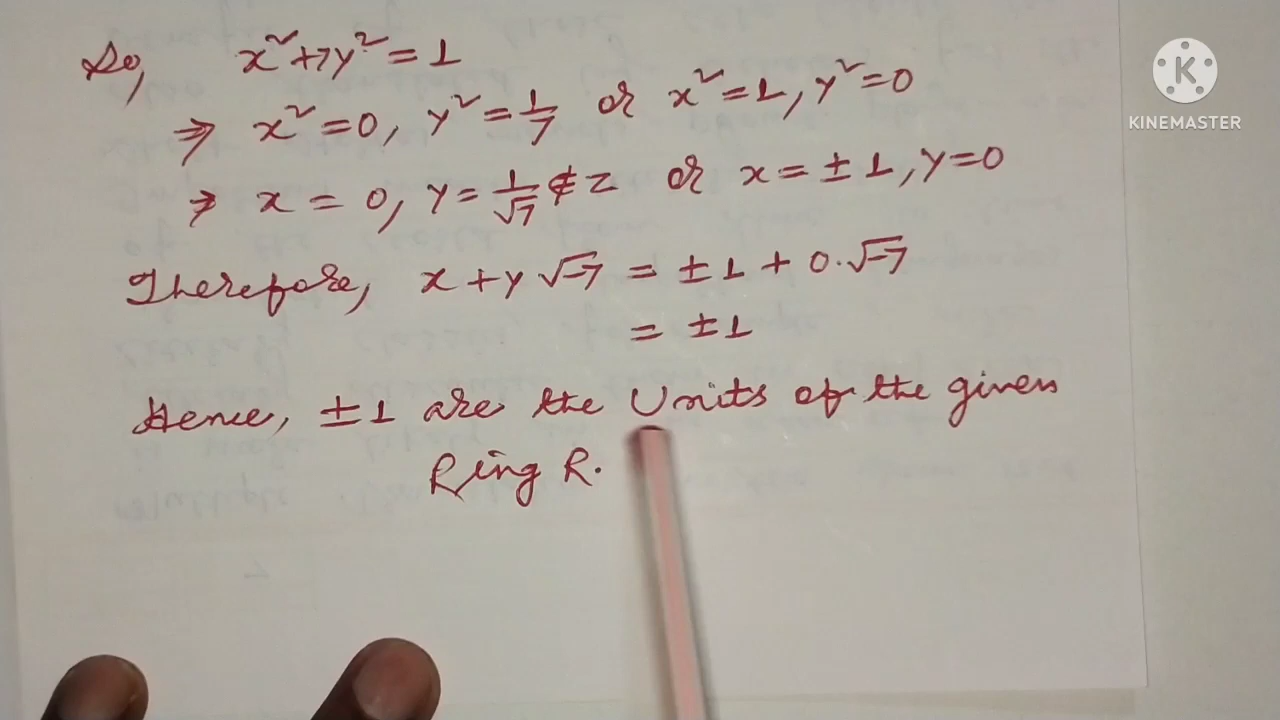 So, x²+7y² = 1
⇒ x² = 0, y² = 1/7 or x² = 1, y² = 0
⇒ x = 0, y = 1/√7 ∉ Z or x = ±1, y = 0
Therefore, x + y√-7 = ±1 + 0.√-7
= ±1
Hence, ±1 are the Units of the given
Ring R.
K
KINEMASTER